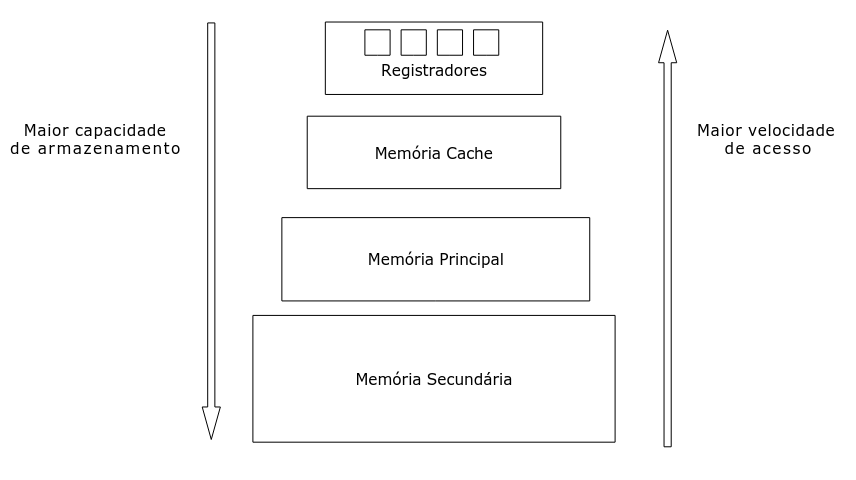 Registradores
Maior capacidade
de armazenamento
Maior velocidade
de acesso
Memória Cache
Memória Principal
Memória Secundária